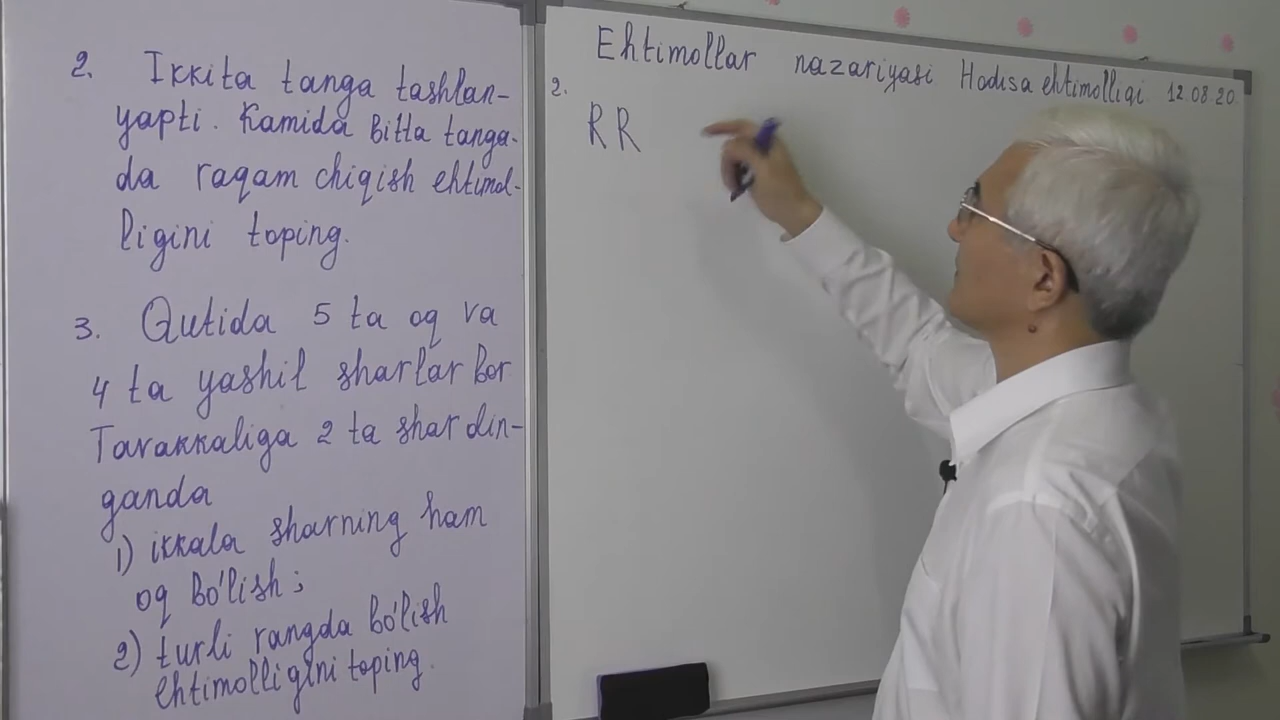 2. Ikkita tanga tashlan-
yapti. Kamida bitta tanga-
da raqam chiqish ehtimol-
ligini toping.
3. Qutida 5 ta oq va
4 ta yashil sharlar bor
Tavakkaliga 2 ta shar olin-
ganda
1) ikkala sharning ham
oq bo'lish;
2) turli rangda bo'lish
ehtimolligini toping.
Ehtimollar nazariyasi Hodisa ehtimolligi 12.08.20
2.
RR